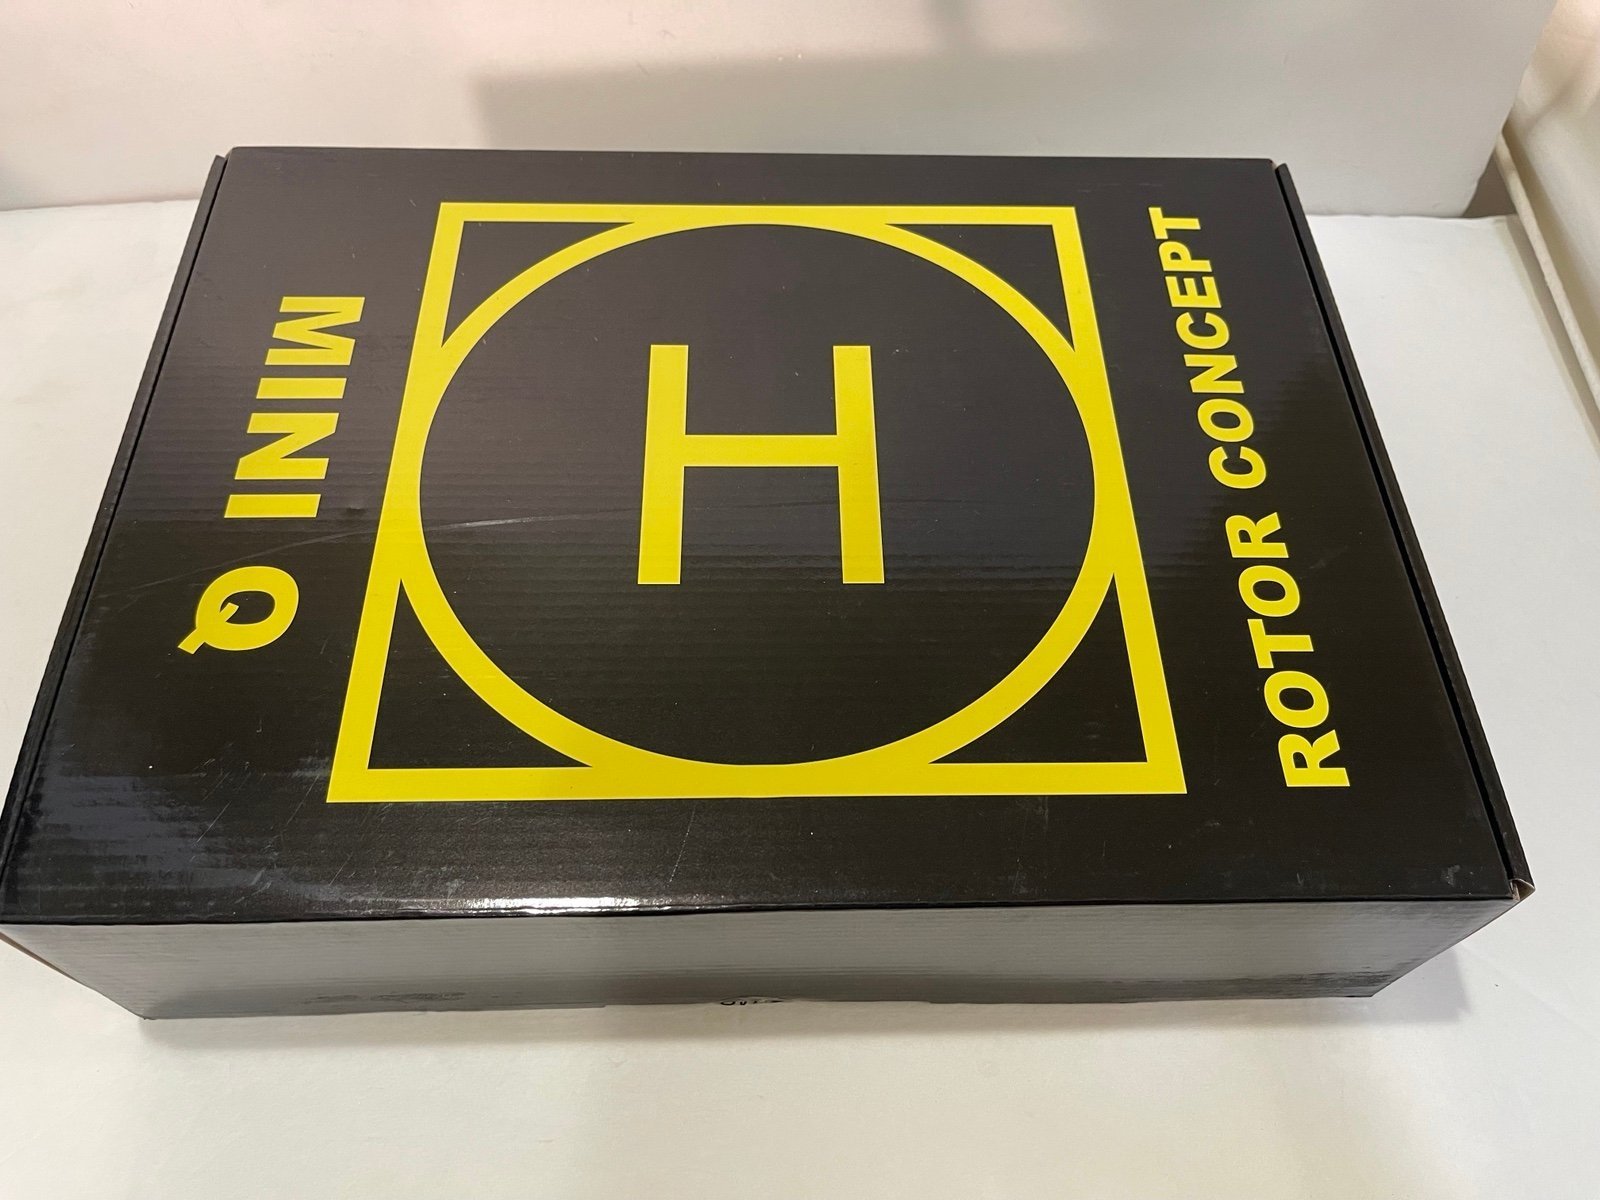 MINI Q
H
ROTOR CONCEPT